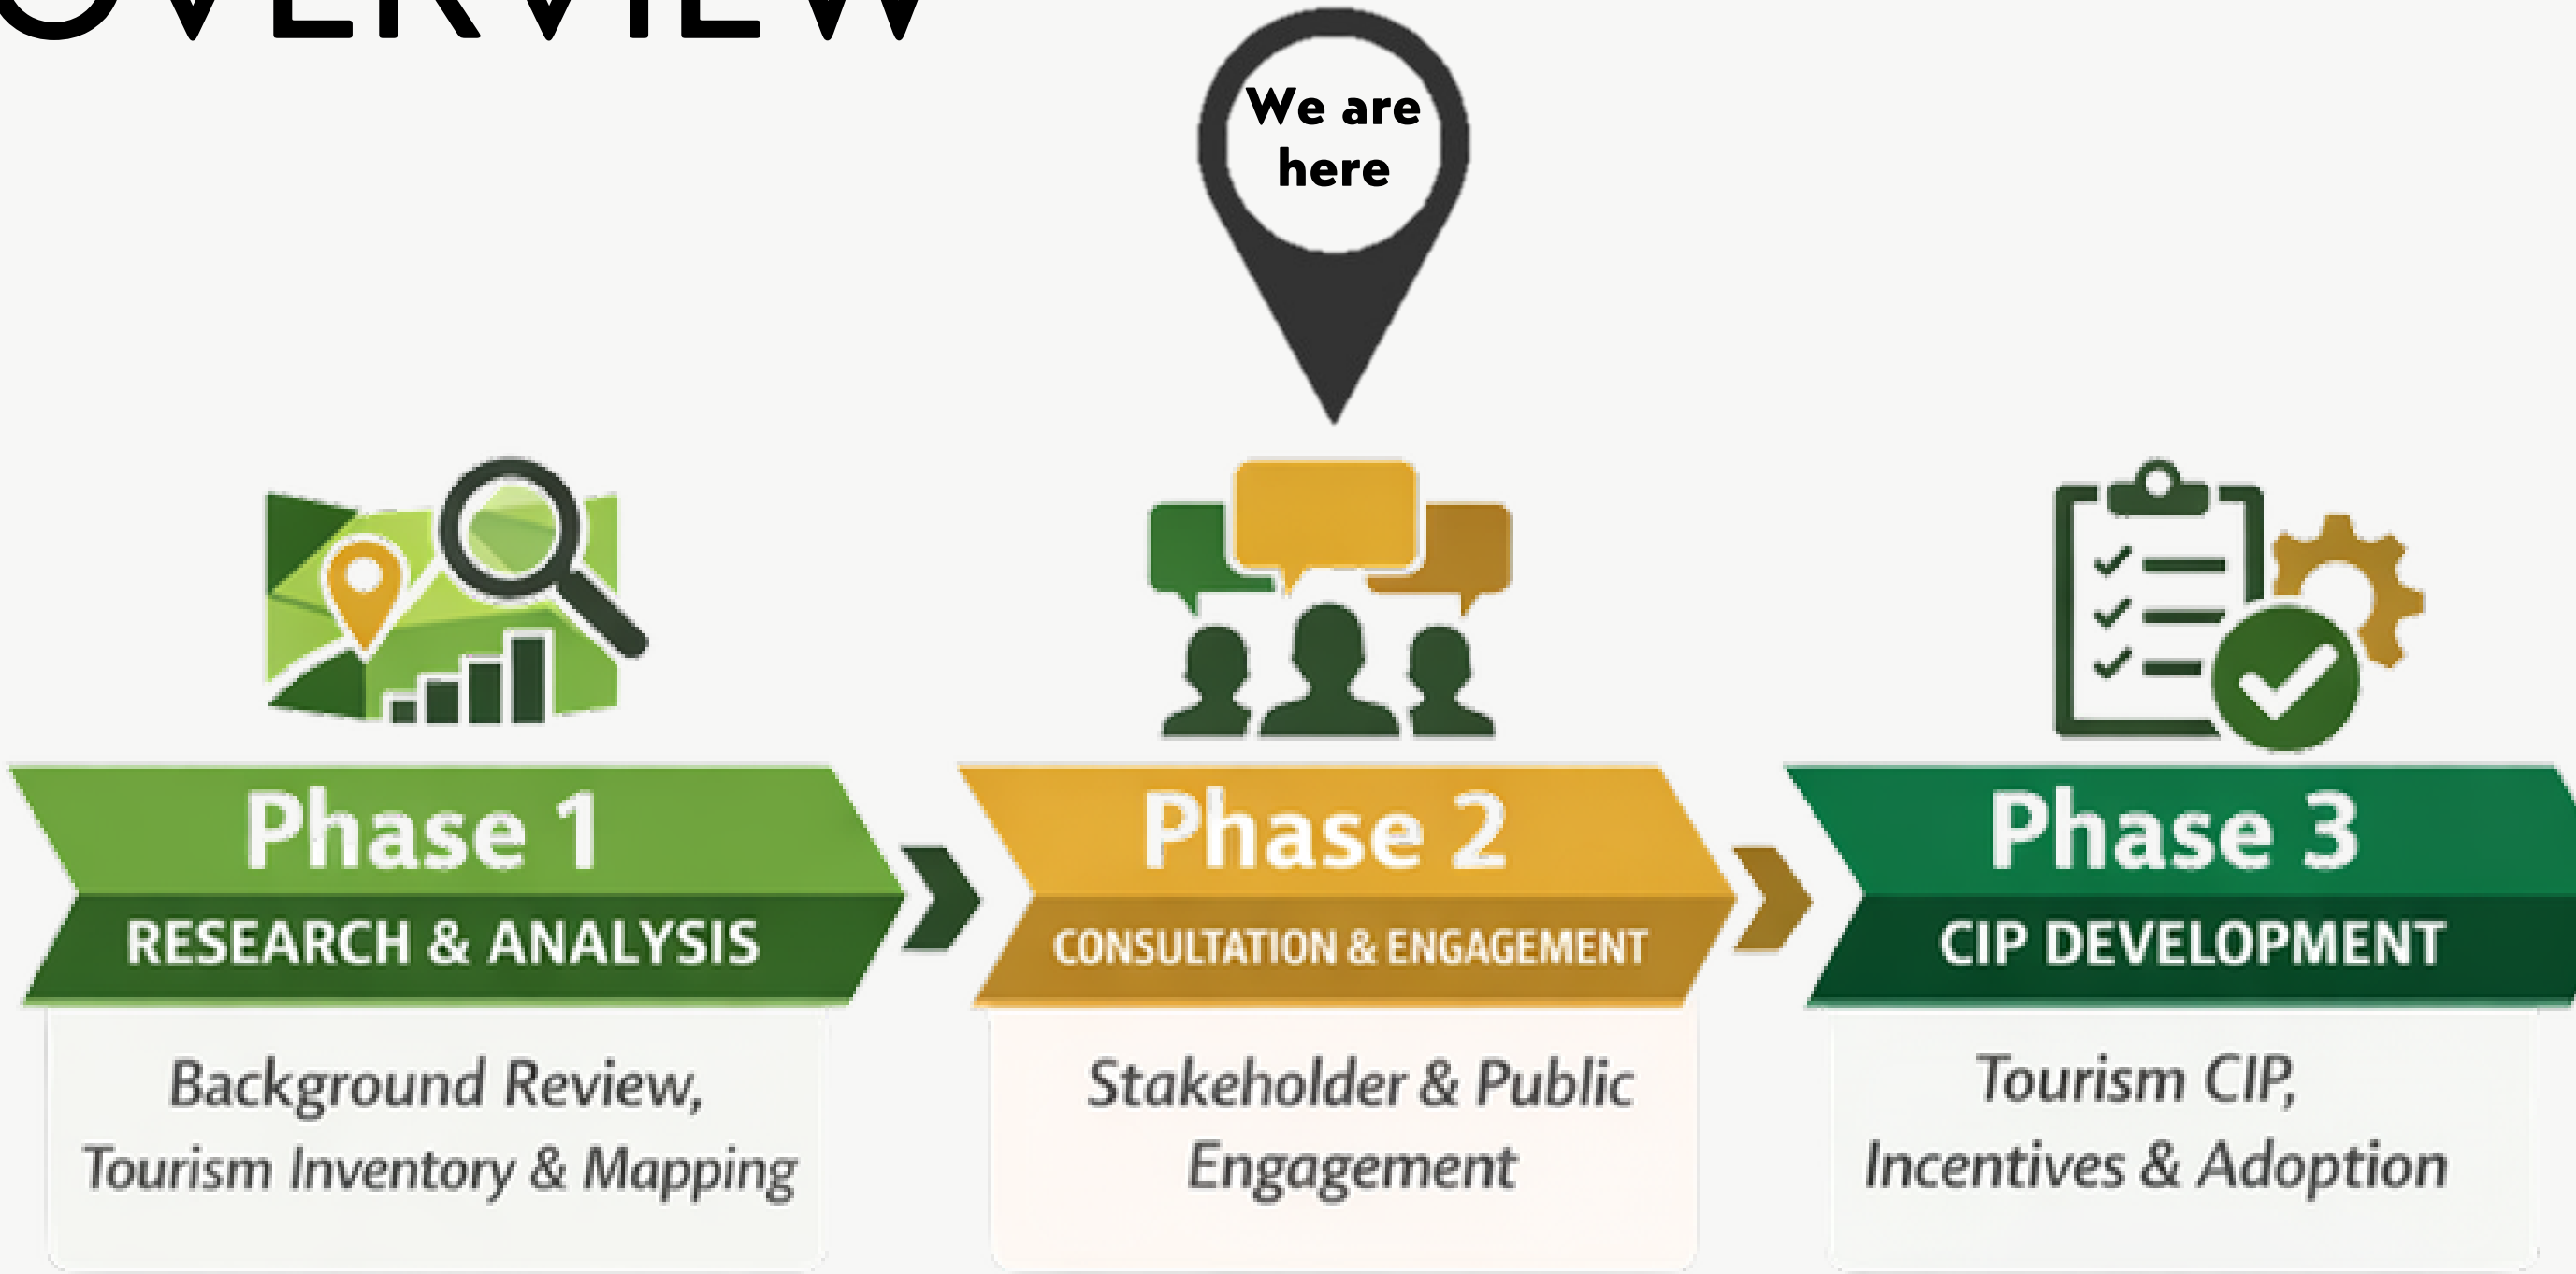 OVERVIEW
We are
here
Phase 1
RESEARCH & ANALYSIS
Background Review,
Tourism Inventory & Mapping
Phase 2
CONSULTATION & ENGAGEMENT
Stakeholder & Public
Engagement
Phase 3
CIP DEVELOPMENT
Tourism CIP,
Incentives & Adoption